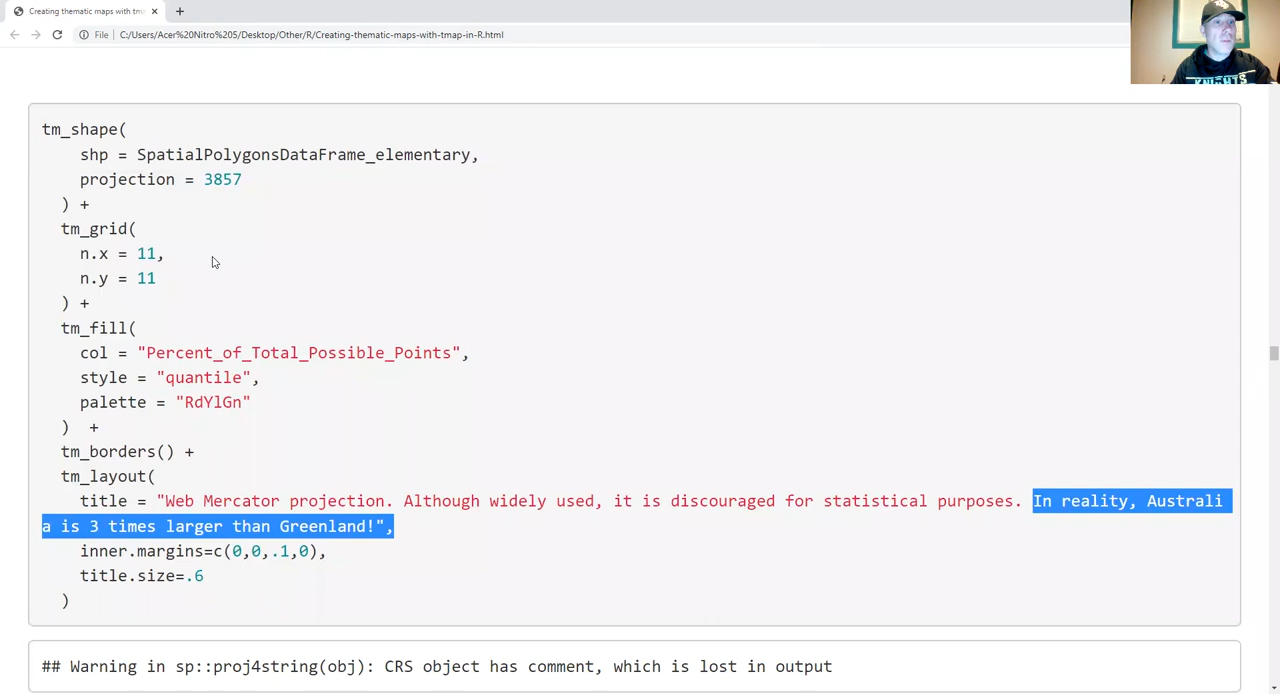 Creating thematic maps with tm
File
C:/Users/Acer%20Nitro%205/Desktop/Other/R/Creating-thematic-maps-with-tmap-in-R.html
KNIGHTS
tm_shape(
shp = SpatialPolygonsDataFrame_elementary,
projection = 3857
) +
tm_grid(
n.x = 11,
n.y = 11
) +
tm_fill(
col = "Percent_of_Total_Possible_Points",
style = "quantile",
palette = "RdYlGn"
)  +
tm_borders() +
tm_layout(
title = "Web Mercator projection. Although widely used, it is discouraged for statistical purposes. In reality, Australi
a is 3 times larger than Greenland!",
inner.margins=c(0,0,.1,0),
title.size=.6
)
## Warning in sp::proj4string(obj): CRS object has comment, which is lost in output